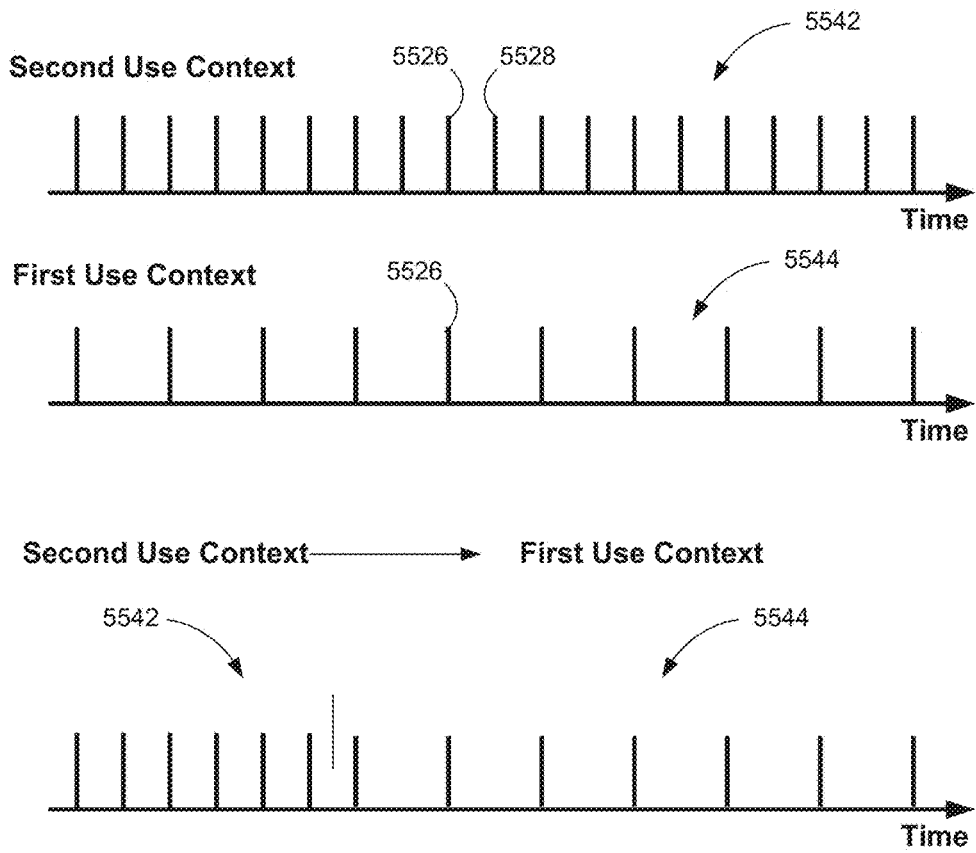 5542
5526 5528
Second Use Context
Time
5544
First Use Context 5526
Time
Second Use Context First Use Context
5542 5544
Time